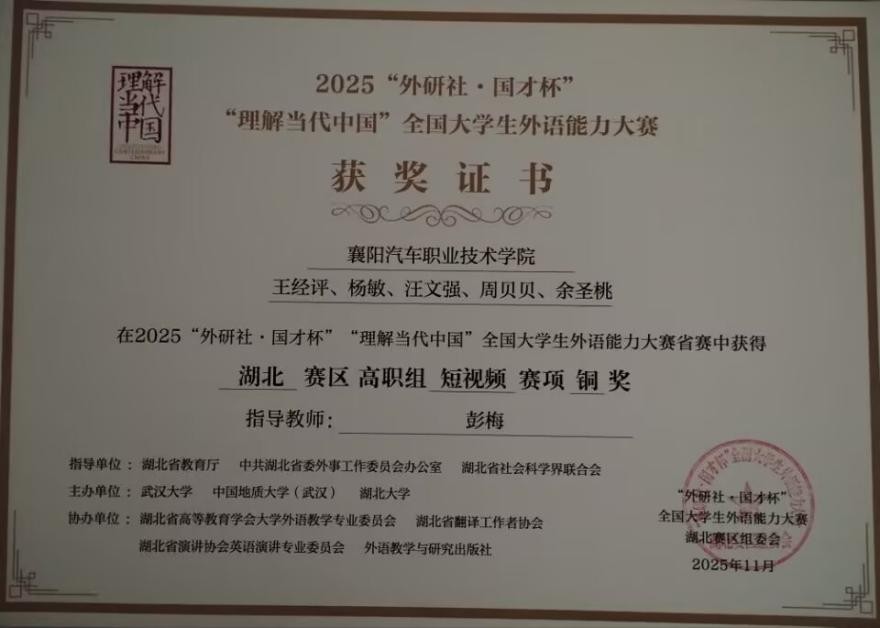 理解
当代
中国
2025“外研社·国才杯”
“理解当代中国”全国大学生外语能力大赛
获奖证书
襄阳汽车职业技术学院
王经评、杨敏、汪文强、周贝贝、余圣桃
在2025“外研社·国才杯”“理解当代中国”全国大学生外语能力大赛省赛中获得
湖北 赛区 高职组 短视频 赛项 铜 奖
指导教师： 彭梅
指导单位： 湖北省教育厅 中共湖北省委外事工作委员会办公室 湖北省社会科学界联合会
主办单位： 武汉大学 中国地质大学（武汉） 湖北大学
协办单位： 湖北省高等教育学会大学外语教学专业委员会 湖北省翻译工作者协会
湖北省演讲协会英语演讲专业委员会 外语教学与研究出版社
“外研社·国才杯”
全国大学生外语能力大赛
湖北赛区组委会
2025年11月